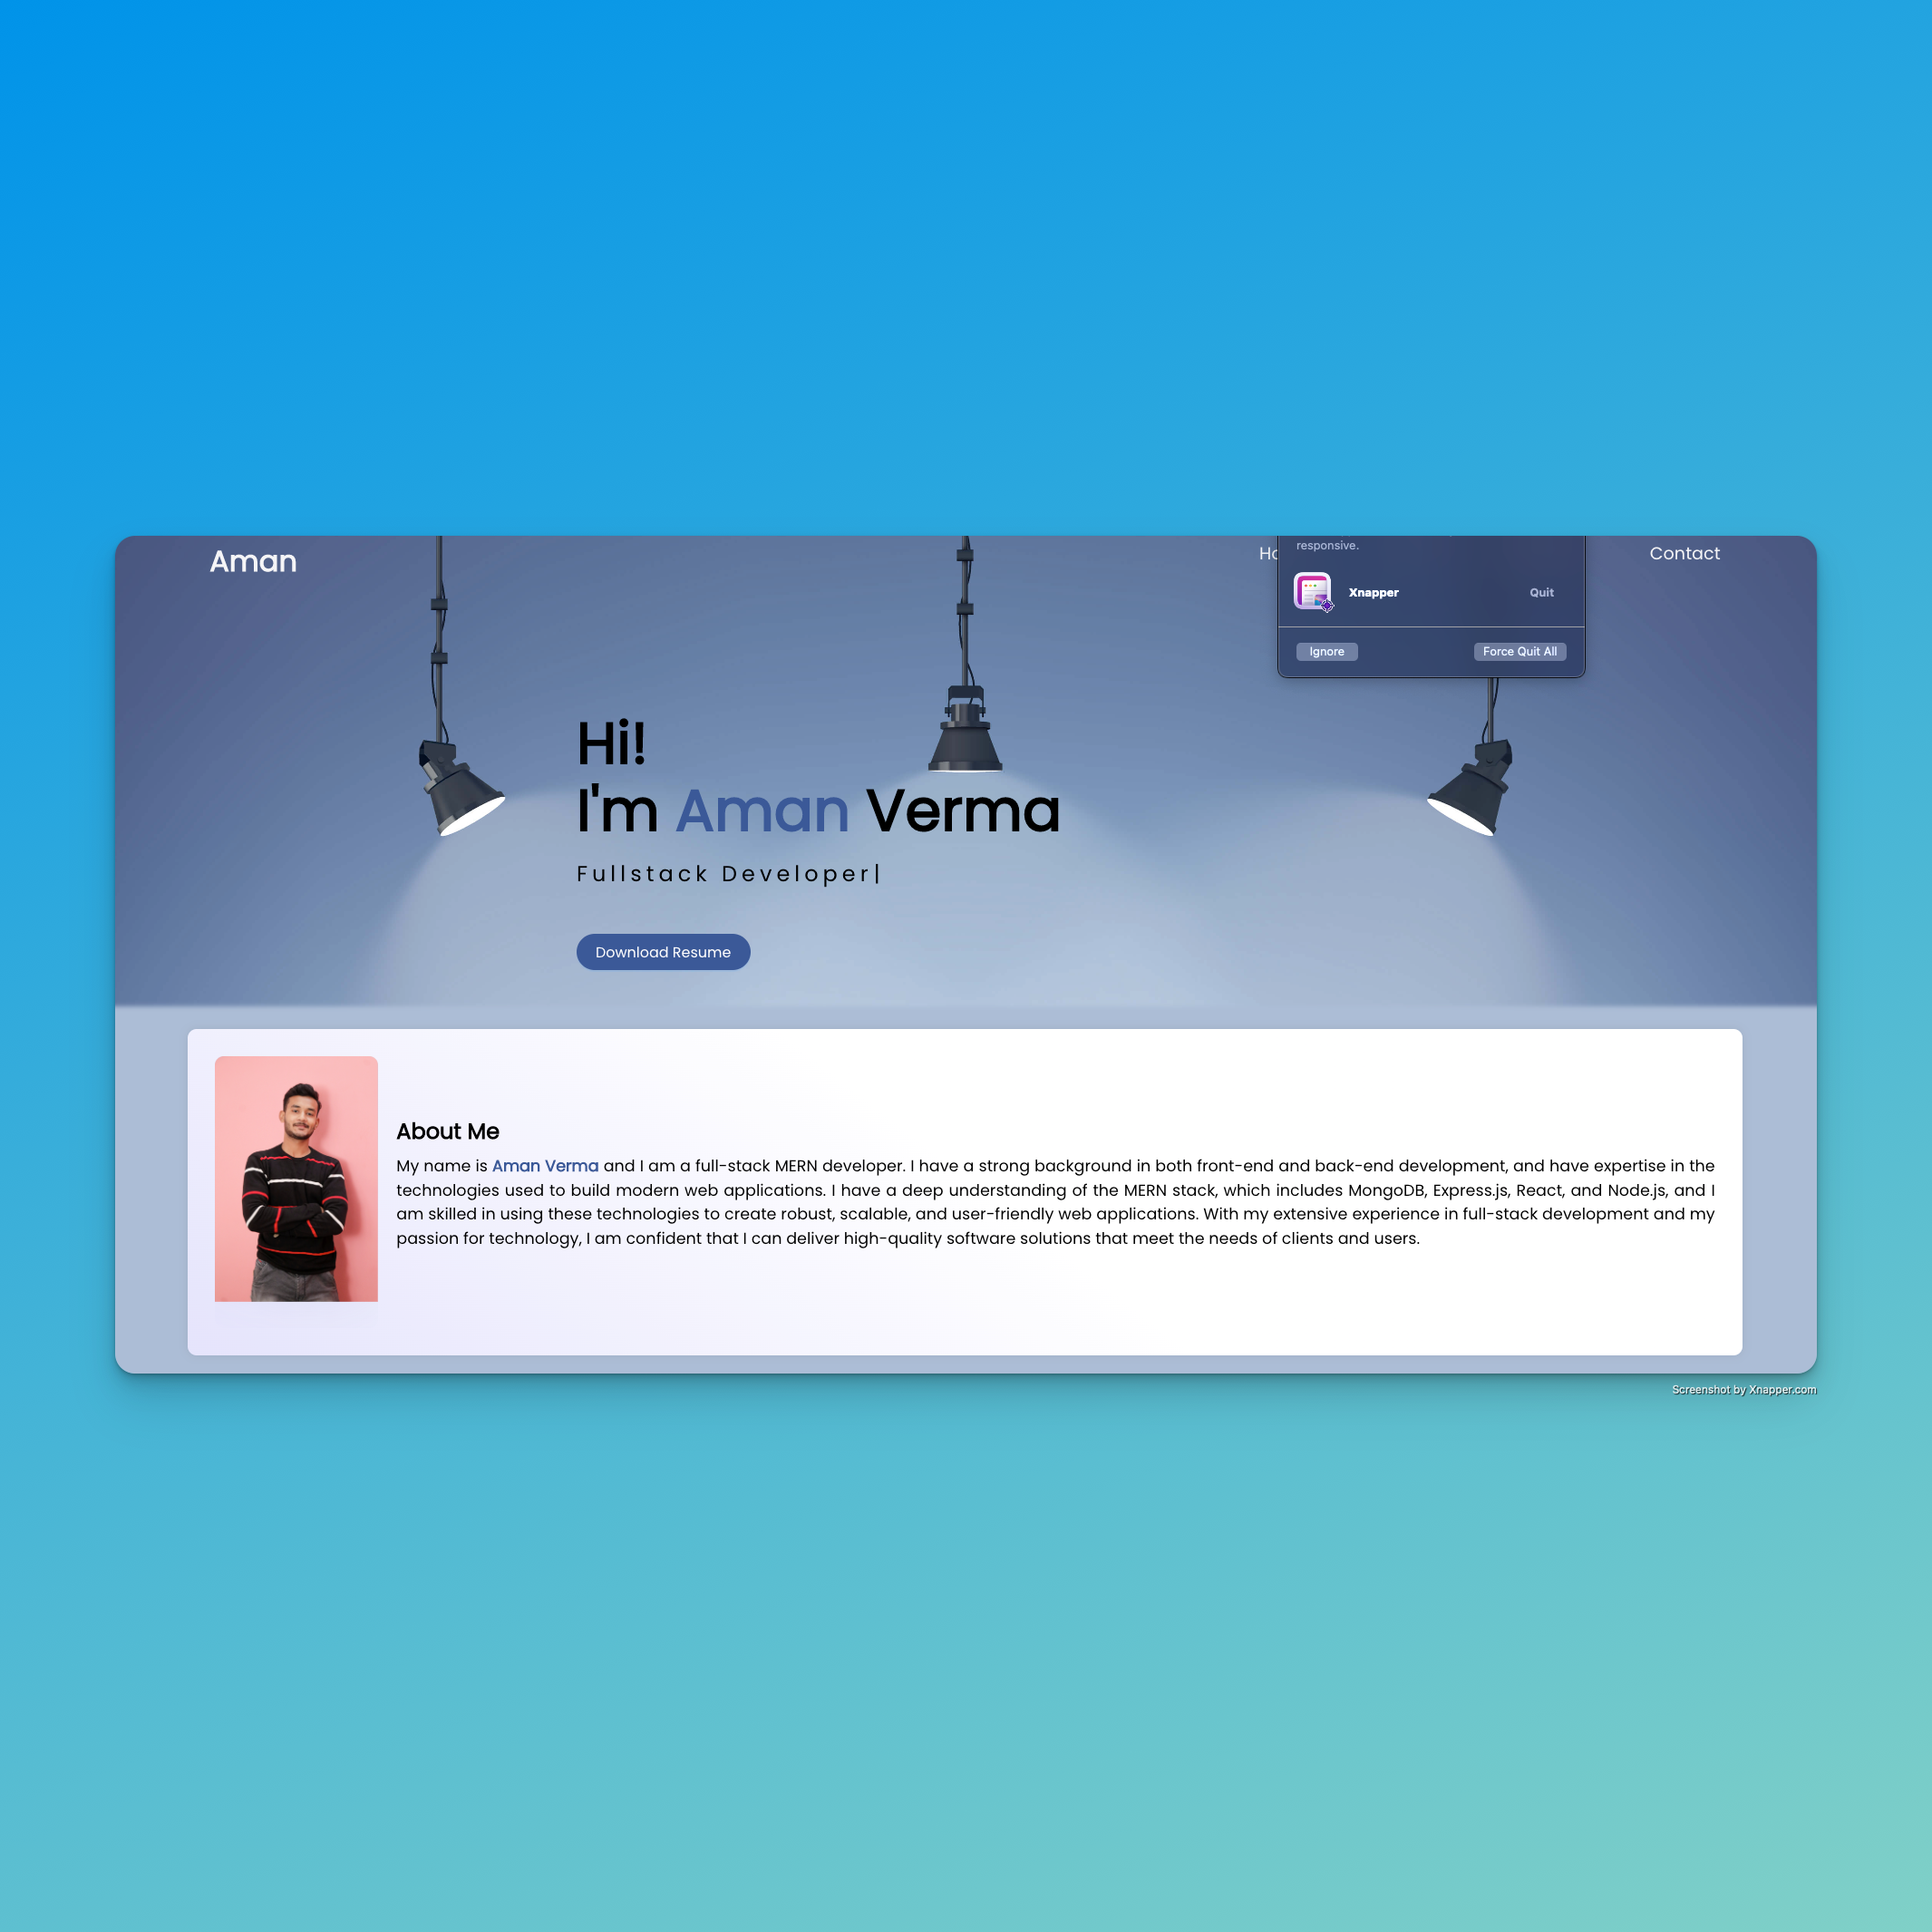 Aman
responsive.
Contact
Xnapper
Quit
Ignore
Force Quit All
Hi!
I'm Aman Verma
Fullstack Developer|
Download Resume
About Me
My name is Aman Verma and I am a full-stack MERN developer. I have a strong background in both front-end and back-end development, and have expertise in the
technologies used to build modern web applications. I have a deep understanding of the MERN stack, which includes MongoDB, Express.js, React, and Node.js, and I
am skilled in using these technologies to create robust, scalable, and user-friendly web applications. With my extensive experience in full-stack development and my
passion for technology, I am confident that I can deliver high-quality software solutions that meet the needs of clients and users.
Screenshot by Xnapper.com